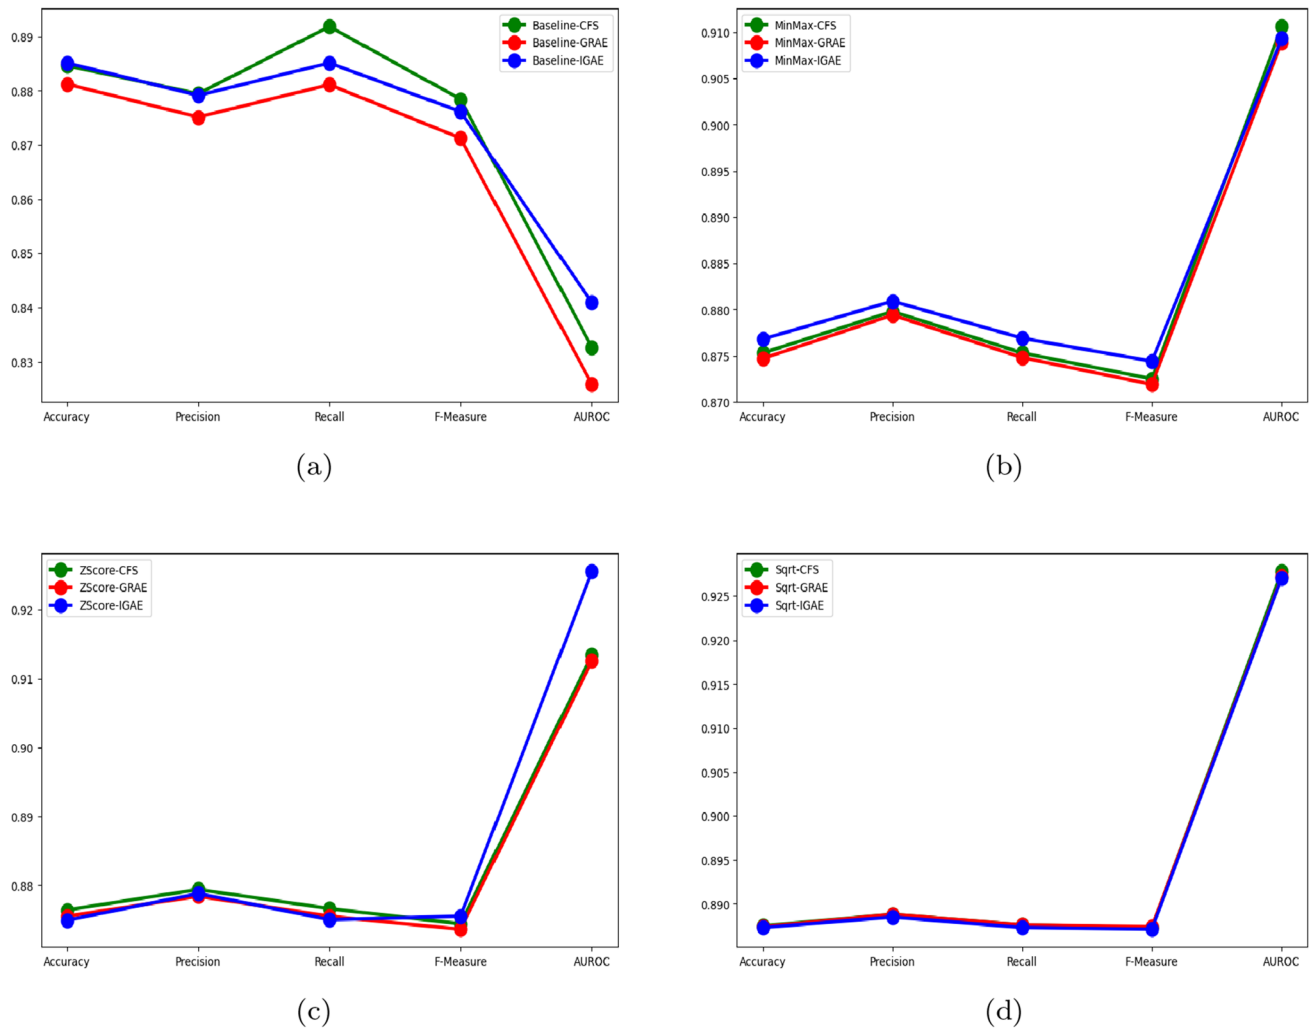 Baseline-CFS
Baseline-GRAE
Baseline-IGAE
0.89
0.88
0.87
0.86
0.85
0.84
0.83
Accuracy Precision Recall F-Measure AUROC
(a)
MinMax-CFS
MinMax-GRAE
MinMax-IGAE
0.910
0.905
0.900
0.895
0.890
0.885
0.880
0.875
0.870
Accuracy Precision Recall F-Measure AUROC
(b)
ZScore-CFS
ZScore-GRAE
ZScore-IGAE
0.92
0.91
0.90
0.89
0.88
Accuracy Precision Recall F-Measure AUROC
(c)
Sqrt-CFS
Sqrt-GRAE
Sqrt-IGAE
0.925
0.920
0.915
0.910
0.905
0.900
0.895
0.890
Accuracy Precision Recall F-Measure AUROC
(d)